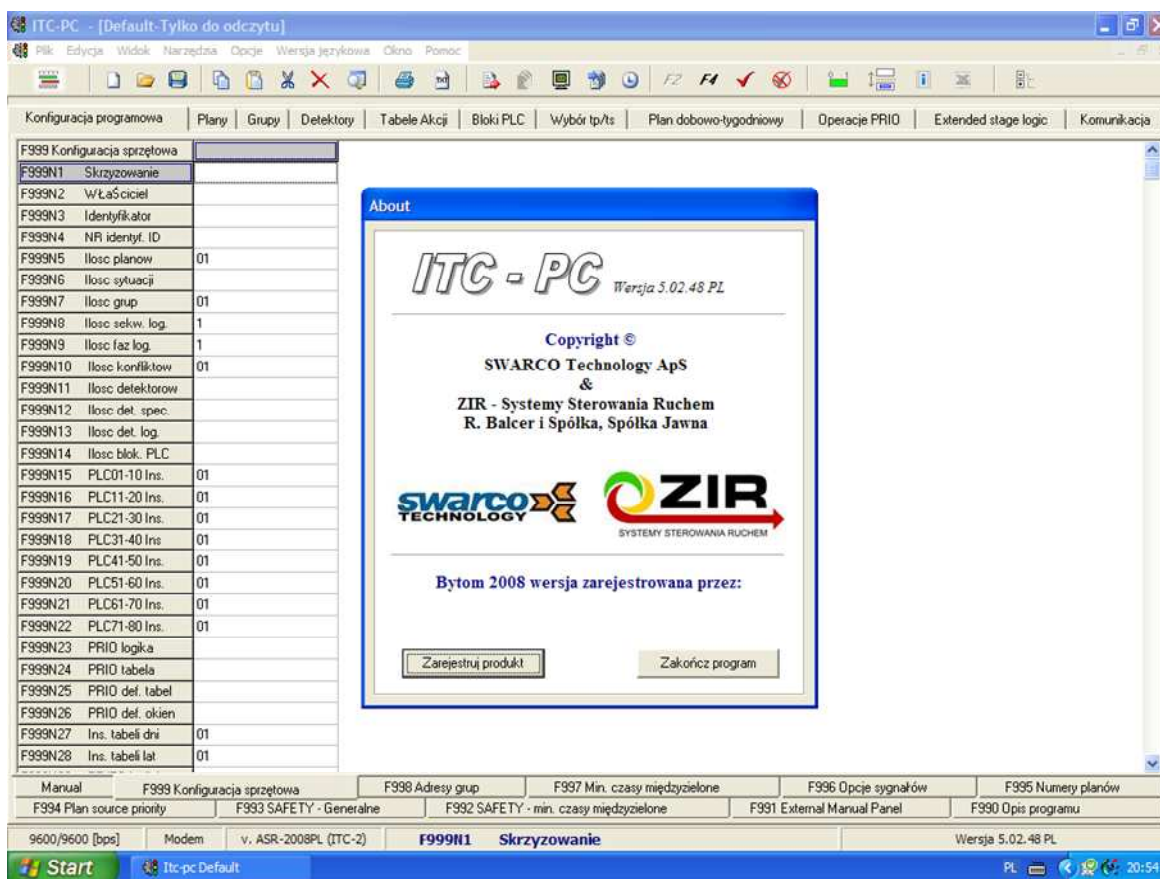 ITC-PC - [Default-Tylko do odczytu]
Plik Edycja Widok Narzędzia Opcje Wersja językowa Okno Pomoc
F2 F4
Konfiguracja programowa Plany Grupy Detektory Tabele Akcji Bloki PLC Wybór tp/ts Plan dobowo-tygodniowy Operacje PRIO Extended stage logic Komunikacja
F999 Konfiguracja sprzętowa
F999N1 Skrzyzowanie
F999N2 WŁaŚciciel
F999N3 Identyfikator
F999N4 NR identyf. ID
F999N5 Ilosc planow 01
F999N6 Ilosc sytuacji
F999N7 Ilosc grup 01
F999N8 Ilosc sekw. log. 1
F999N9 Ilosc faz log. 1
F999N10 Ilosc konfliktow 01
F999N11 Ilosc detektorow
F999N12 Ilosc det. spec.
F999N13 Ilosc det. log.
F999N14 Ilosc blok. PLC
F999N15 PLC01-10 Ins. 01
F999N16 PLC11-20 Ins. 01
F999N17 PLC21-30 Ins. 01
F999N18 PLC31-40 Ins 01
F999N19 PLC41-50 Ins. 01
F999N20 PLC51-60 Ins. 01
F999N21 PLC61-70 Ins. 01
F999N22 PLC71-80 Ins. 01
F999N23 PRIO logika
F999N24 PRIO tabela
F999N25 PRIO def. tabel
F999N26 PRIO def. okien
F999N27 Ins. tabeli dni 01
F999N28 Ins. tabeli lat 01
About
ITC - PC Wersja 5.02.48 PL
Copyright ©
SWARCO Technology ApS
&
ZIR - Systemy Sterowania Ruchem
R. Balcer i Spółka, Spółka Jawna
swarco
TECHNOLOGY
ZIR
SYSTEMY STEROWANIA RUCHEM
Bytom 2008 wersja zarejestrowana przez:
Zarejestruj produkt Zakończ program
Manual F999 Konfiguracja sprzętowa F998 Adresy grup F997 Min. czasy międzyzielone F996 Opcje sygnałów F995 Numery planów
F994 Plan source priority F993 SAFETY - Generalne F992 SAFETY - min. czasy międzyzielone F991 External Manual Panel F990 Opis programu
9600/9600 [bps] Modem v. ASR-2008PL (ITC-2) F999N1 Skrzyzowanie Wersja 5.02.48 PL
Start Itc-pc Default PL 20:54